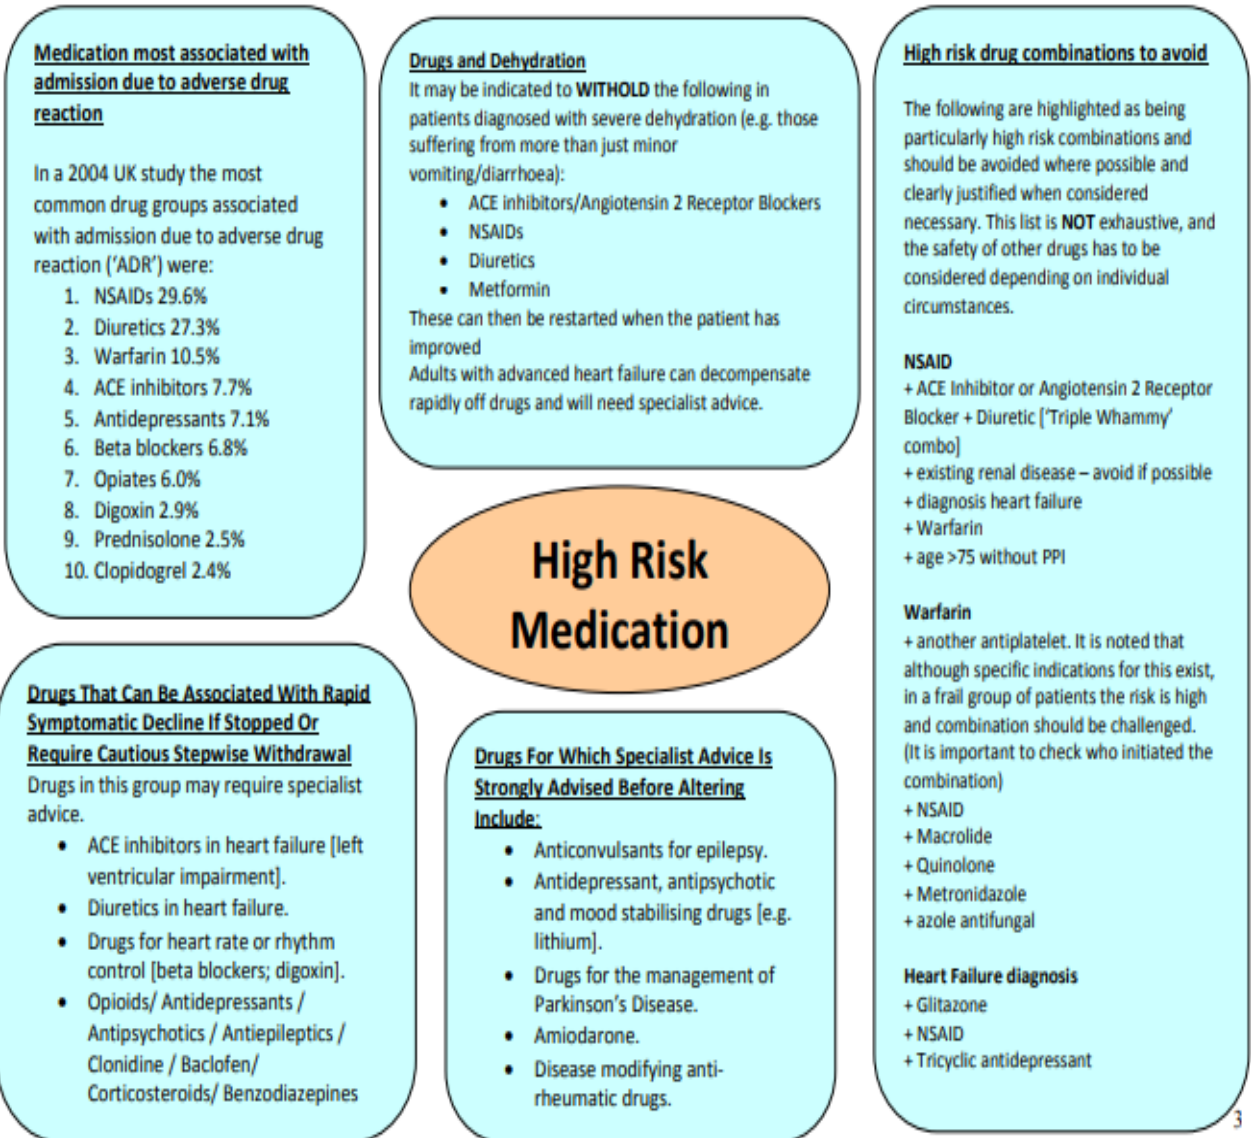 Medication most associated with
admission due to adverse drug
reaction
In a 2004 UK study the most
common drug groups associated
with admission due to adverse drug
reaction (‘ADR’) were:
1. NSAIDs 29.6%
2. Diuretics 27.3%
3. Warfarin 10.5%
4. ACE inhibitors 7.7%
5. Antidepressants 7.1%
6. Beta blockers 6.8%
7. Opiates 6.0%
8. Digoxin 2.9%
9. Prednisolone 2.5%
10. Clopidogrel 2.4%
Drugs and Dehydration
It may be indicated to WITHOLD the following in
patients diagnosed with severe dehydration (e.g. those
suffering from more than just minor
vomiting/diarrhoea):
• ACE inhibitors/Angiotensin 2 Receptor Blockers
• NSAIDs
• Diuretics
• Metformin
These can then be restarted when the patient has
improved
Adults with advanced heart failure can decompensate
rapidly off drugs and will need specialist advice.
High risk drug combinations to avoid
The following are highlighted as being
particularly high risk combinations and
should be avoided where possible and
clearly justified when considered
necessary. This list is NOT exhaustive, and
the safety of other drugs has to be
considered depending on individual
circumstances.
NSAID
+ ACE Inhibitor or Angiotensin 2 Receptor
Blocker + Diuretic [‘Triple Whammy’
combo]
+ existing renal disease – avoid if possible
+ diagnosis heart failure
+ Warfarin
+ age >75 without PPI
Warfarin
+ another antiplatelet. It is noted that
although specific indications for this exist,
in a frail group of patients the risk is high
and combination should be challenged.
(It is important to check who initiated the
combination)
+ NSAID
+ Macrolide
+ Quinolone
+ Metronidazole
+ azole antifungal
Heart Failure diagnosis
+ Glitazone
+ NSAID
+ Tricyclic antidepressant
High Risk
Medication
Drugs That Can Be Associated With Rapid
Symptomatic Decline If Stopped Or
Require Cautious Stepwise Withdrawal
Drugs in this group may require specialist
advice.
• ACE inhibitors in heart failure [left
ventricular impairment].
• Diuretics in heart failure.
• Drugs for heart rate or rhythm
control [beta blockers; digoxin].
• Opioids/ Antidepressants /
Antipsychotics / Antiepileptics /
Clonidine / Baclofen/
Corticosteroids/ Benzodiazepines
Drugs For Which Specialist Advice Is
Strongly Advised Before Altering
Include:
• Anticonvulsants for epilepsy.
• Antidepressant, antipsychotic
and mood stabilising drugs [e.g.
lithium].
• Drugs for the management of
Parkinson’s Disease.
• Amiodarone.
• Disease modifying anti-
rheumatic drugs.
3